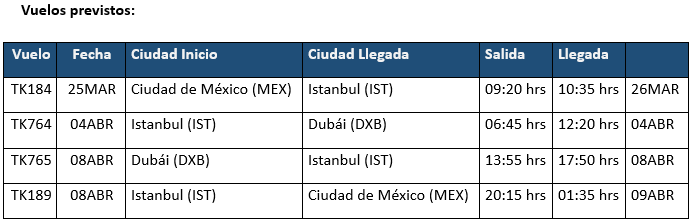 Vuelos previstos:
Vuelo Fecha Ciudad Inicio Ciudad Llegada Salida Llegada
TK184 25MAR Ciudad de México (MEX) Istanbul (IST) 09:20 hrs 10:35 hrs 26MAR
TK764 04ABR Istanbul (IST) Dubái (DXB) 06:45 hrs 12:20 hrs 04ABR
TK765 08ABR Dubái (DXB) Istanbul (IST) 13:55 hrs 17:50 hrs 08ABR
TK189 08ABR Istanbul (IST) Ciudad de México (MEX) 20:15 hrs 01:35 hrs 09ABR